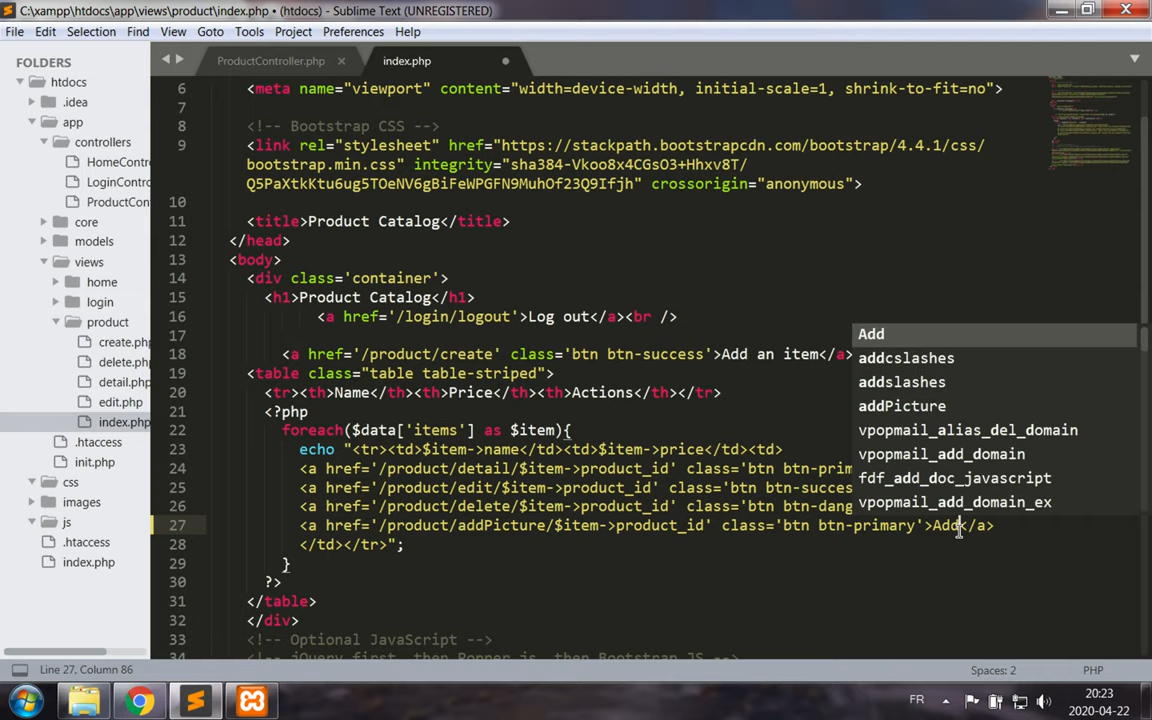 C:\xampp\htdocs\app\views\product\index.php • (htdocs) - Sublime Text (UNREGISTERED)
File Edit Selection Find View Goto Tools Project Preferences Help
FOLDERS
htdocs
.idea
app
controllers
HomeContr
LoginContro
ProductCon
core
models
views
home
login
product
create.php
delete.php
detail.php
edit.php
index.php
.htaccess
init.php
css
images
js
.htaccess
index.php
ProductController.php index.php
6 <meta name="viewport" content="width=device-width, initial-scale=1, shrink-to-fit=no">
7
8 <!-- Bootstrap CSS -->
9 <link rel="stylesheet" href="https://stackpath.bootstrapcdn.com/bootstrap/4.4.1/css/
bootstrap.min.css" integrity="sha384-Vkoo8x4CGsO3+Hhxv8T/
Q5PaXtkKtu6ug5TOeNV6gBiFeWPGFN9MuhOf23Q9Ifjh" crossorigin="anonymous">
10
11 <title>Product Catalog</title>
12 </head>
13 <body>
14 <div class='container'>
15 <h1>Product Catalog</h1>
16 <a href='/login/logout'>Log out</a><br />
17
18 <a href='/product/create' class='btn btn-success'>Add an item</a>
19 <table class="table table-striped">
20 <tr><th>Name</th><th>Price</th><th>Actions</th></tr>
21 <?php
22 foreach($data['items'] as $item){
23 echo "<tr><td>$item->name</td><td>$item->price</td><td>
24 <a href='/product/detail/$item->product_id' class='btn btn-prim
25 <a href='/product/edit/$item->product_id' class='btn btn-succes
26 <a href='/product/delete/$item->product_id' class='btn btn-dang
27 <a href='/product/addPicture/$item->product_id' class='btn btn-primary'>Add</a>
28 </td></tr>";
29 }
30 ?>
31 </table>
32 </div>
33 <!-- Optional JavaScript -->
34 <!-- jQuery first, then Popper.js, then Bootstrap JS -->
Add
addcslashes
addslashes
addPicture
vpopmail_alias_del_domain
vpopmail_add_domain
fdf_add_doc_javascript
vpopmail_add_domain_ex
Line 27, Column 86 Spaces: 2 PHP
FR 20:23
2020-04-22